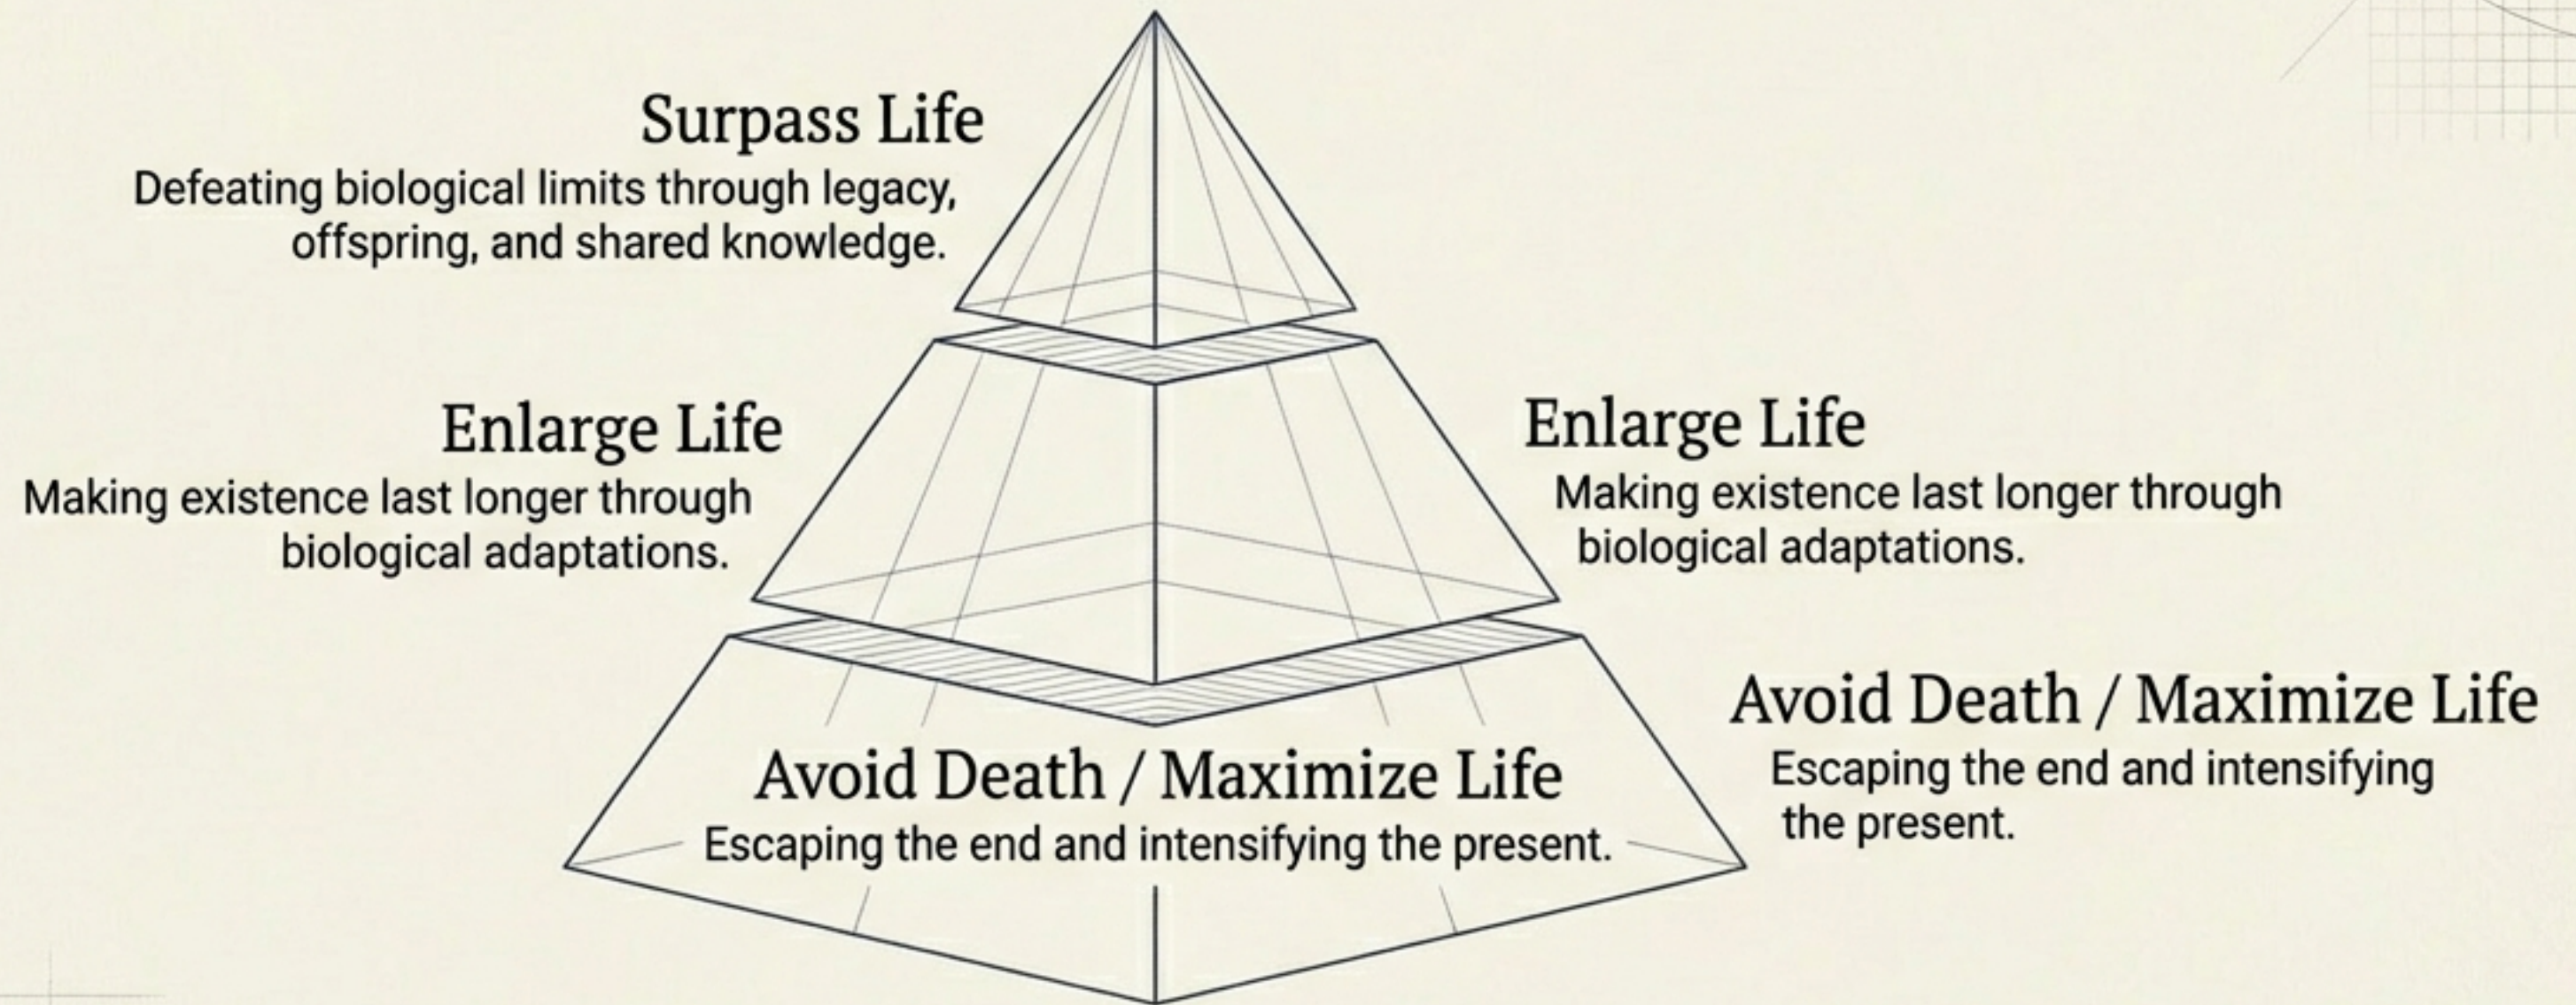 Surpass Life
Defeating biological limits through legacy,
offspring, and shared knowledge.
Enlarge Life
Making existence last longer through
biological adaptations.
Enlarge Life
Making existence last longer through
biological adaptations.
Avoid Death / Maximize Life
Escaping the end and intensifying
the present.
Avoid Death / Maximize Life
Escaping the end and intensifying the present.